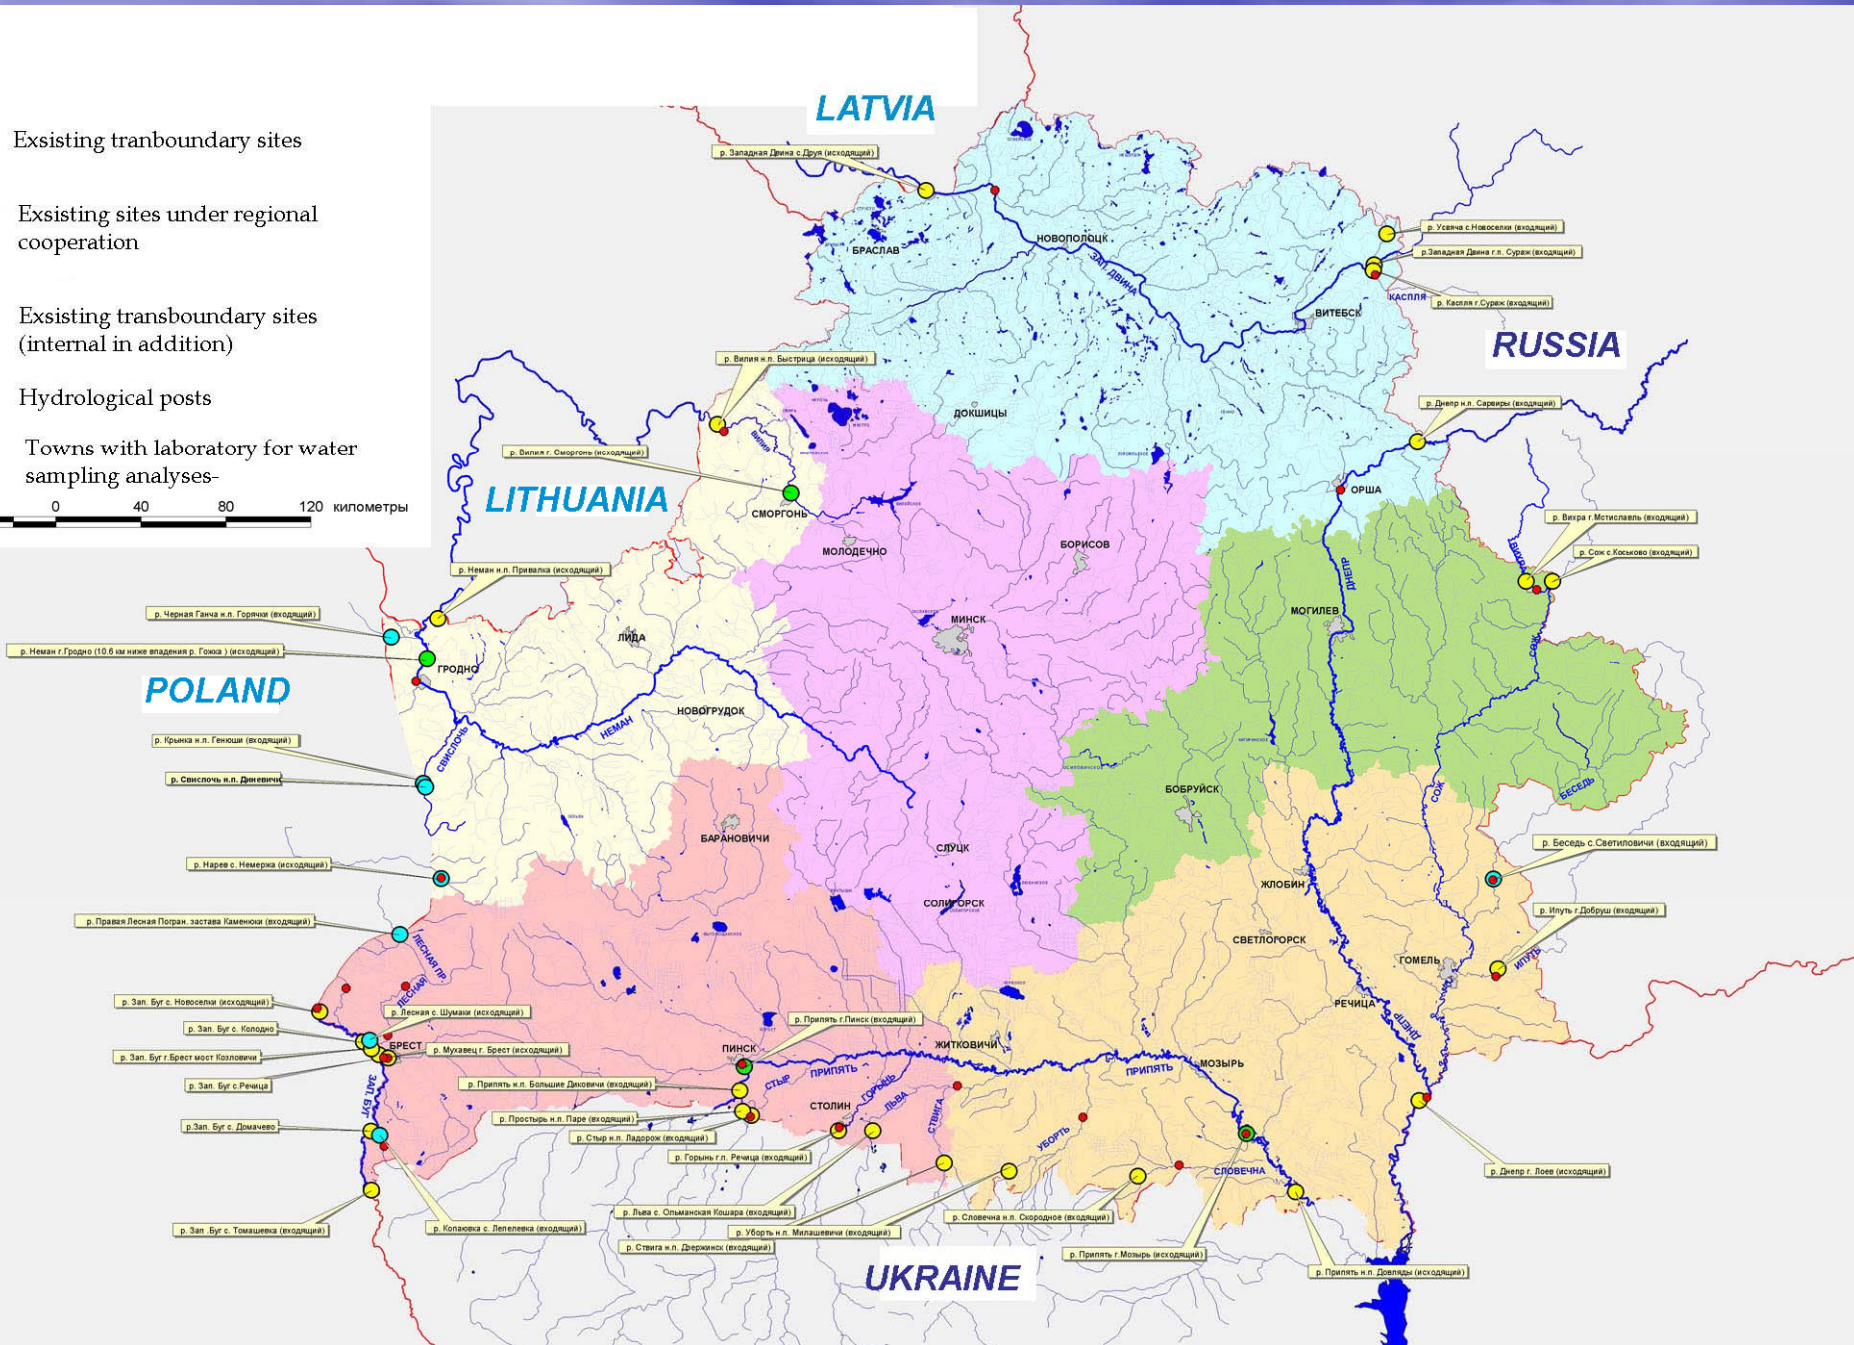 LATVIA
Exsisting tranboundary sites
Exsisting sites under regional
cooperation
Exsisting transboundary sites
(internal in addition)
Hydrological posts
Towns with laboratory for water
sampling analyses-
0 40 80 120 километры
р. Западная Двина с.Друя (исходящий)
р. Усвяча с.Новоселки (входящий)
р.Западная Двина г.п. Сураж (входящий)
р. Каспля г.Сураж (входящий)
КАСПЛЯ
БРАСЛАВ
НОВОПОЛОЦК
ЗАП. ДВИНА
ВИТЕБСК
RUSSIA
р. Вилия н.п. Быстрица (исходящий)
ДОКШИЦЫ
р. Днепр н.п. Сарвиры (входящий)
ВИЛИЯ
р. Вилия г. Сморгонь (исходящий)
LITHUANIA
СМОРГОНЬ
ОРША
МОЛОДЕЧНО
БОРИСОВ
р. Вихра г.Мстиславль (входящий)
р. Сож с.Коськово (входящий)
ВИХРА
р. Неман н.п. Привалка (исходящий)
ДНЕПР
р. Черная Ганча н.п. Горячки (входящий)
ЛИДА
МИНСК
МОГИЛЕВ
СОЖ
р. Неман г.Гродно (10.6 км ниже впадения р. Гожка ) (исходящий)
ГРОДНО
POLAND
НОВОГРУДОК
НЕМАН
СВИСЛОЧЬ
р. Крынка н.п. Генюши (входящий)
р. Свислочь н.п. Диневичи
БОБРУЙСК
СОЖ
БЕСЕДЬ
БАРАНОВИЧИ
СЛУЦК
р. Беседь с.Светиловичи (входящий)
р. Нарев с. Немержа (исходящий)
ЖЛОБИН
СОЛИГОРСК
р. Ипуть г.Добруш (входящий)
р. Правая Лесная Погран. застава Каменюки (входящий)
ЛЕСНАЯ ПР.
СВЕТЛОГОРСК
ГОМЕЛЬ
ИПУТЬ
ЛЕСНАЯ
РЕЧИЦА
ДНЕПР
р. Зап. Буг с. Новоселки (исходящий)
р. Лесная с. Шумаки (исходящий)
р. Зап. Буг с. Колодно
БРЕСТ
р. Припять г.Пинск (входящий)
р. Мухавец г. Брест (исходящий)
р. Зап. Буг г.Брест мост Козловичи
ПИНСК
ЖИТКОВИЧИ
МОЗЫРЬ
р. Зап. Буг с.Речица
р. Припять н.п. Большие Диковичи (входящий)
СТЫР
ПРИПЯТЬ
ПРИПЯТЬ
ГОРЫНЬ
ЛЬВА
СТВИГА
УБОРТЬ
ЗАП. БУГ
СТОЛИН
р. Простырь н.п. Паре (входящий)
р.Зап. Буг с. Домачево
р. Стыр н.п. Ладорож (входящий)
р. Горынь г.п. Речица (входящий)
СЛОВЕЧНА
р. Днепр г. Лоев (исходящий)
р. Льва с. Ольманская Кошара (входящий)
р. Словечна н.п. Скородное (входящий)
р. Зап .Буг с. Томашевка (входящий)
р. Копаювка с. Лепелевка (входящий)
р. Уборть н.п. Милашевичи (входящий)
р. Ствига н.п. Дзержинск (входящий)
р. Припять г.Мозырь (исходящий)
р. Припять н.п. Довляды (исходящий)
UKRAINE